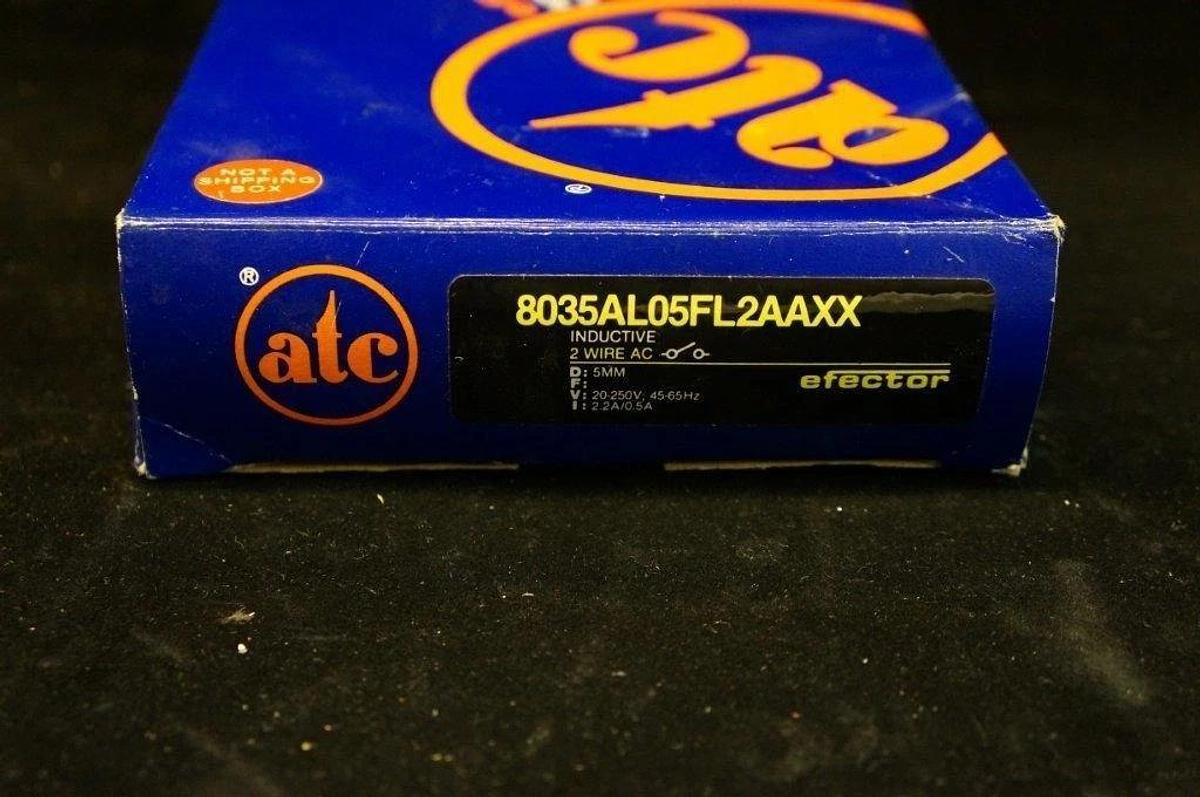 atc
NOT A
SHIPPING
BOX
®
®
atc
8035AL05FL2AAXX
INDUCTIVE
2 WIRE AC
D: 5MM
F:
V: 20-250V, 45-65Hz
I: 2.2A/0.5A
efector